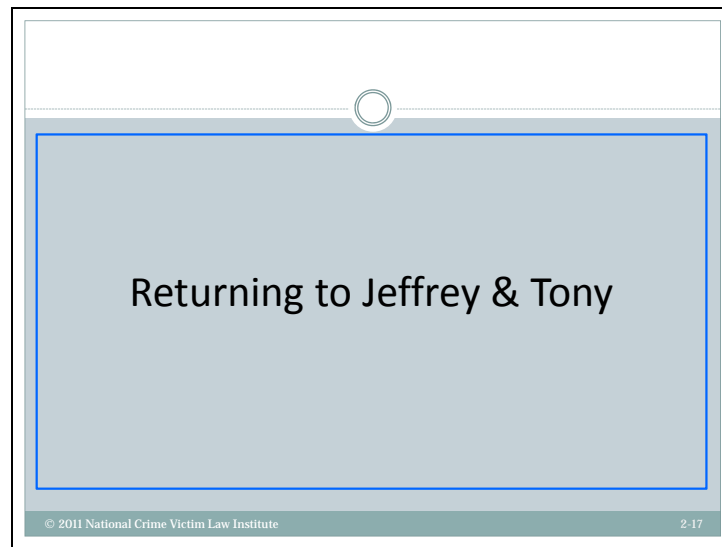 Returning to Jeffrey & Tony
© 2011 National Crime Victim Law Institute 2-17